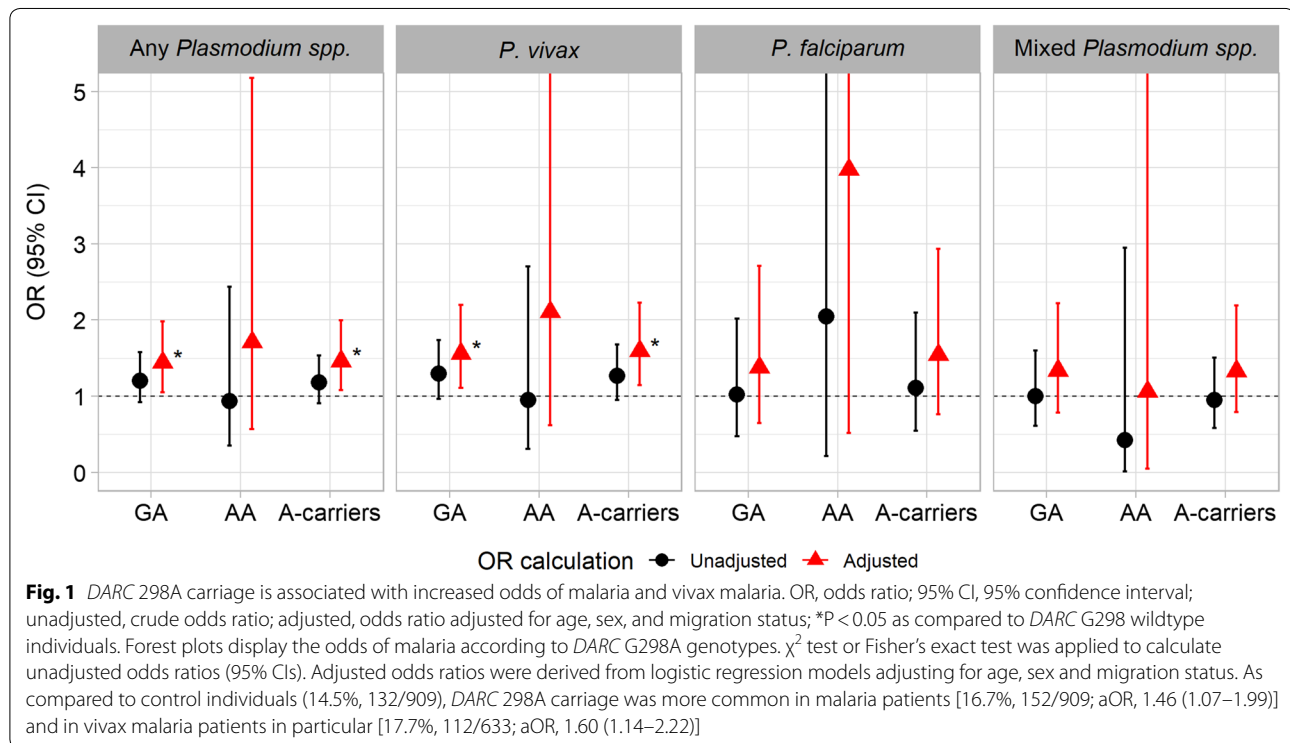 Any Plasmodium spp.
P. vivax
P. falciparum
Mixed Plasmodium spp.
OR (95% CI)
5
4
3
2
1
0
*
*
*
*
GA AA A-carriers
GA AA A-carriers
GA AA A-carriers
GA AA A-carriers
OR calculation Unadjusted Adjusted
Fig. 1 DARC 298A carriage is associated with increased odds of malaria and vivax malaria. OR, odds ratio; 95% CI, 95% confidence interval;
unadjusted, crude odds ratio; adjusted, odds ratio adjusted for age, sex, and migration status; *P < 0.05 as compared to DARC G298 wildtype
individuals. Forest plots display the odds of malaria according to DARC G298A genotypes. χ² test or Fisher's exact test was applied to calculate
unadjusted odds ratios (95% CIs). Adjusted odds ratios were derived from logistic regression models adjusting for age, sex and migration status. As
compared to control individuals (14.5%, 132/909), DARC 298A carriage was more common in malaria patients [16.7%, 152/909; aOR, 1.46 (1.07–1.99)]
and in vivax malaria patients in particular [17.7%, 112/633; aOR, 1.60 (1.14–2.22)]